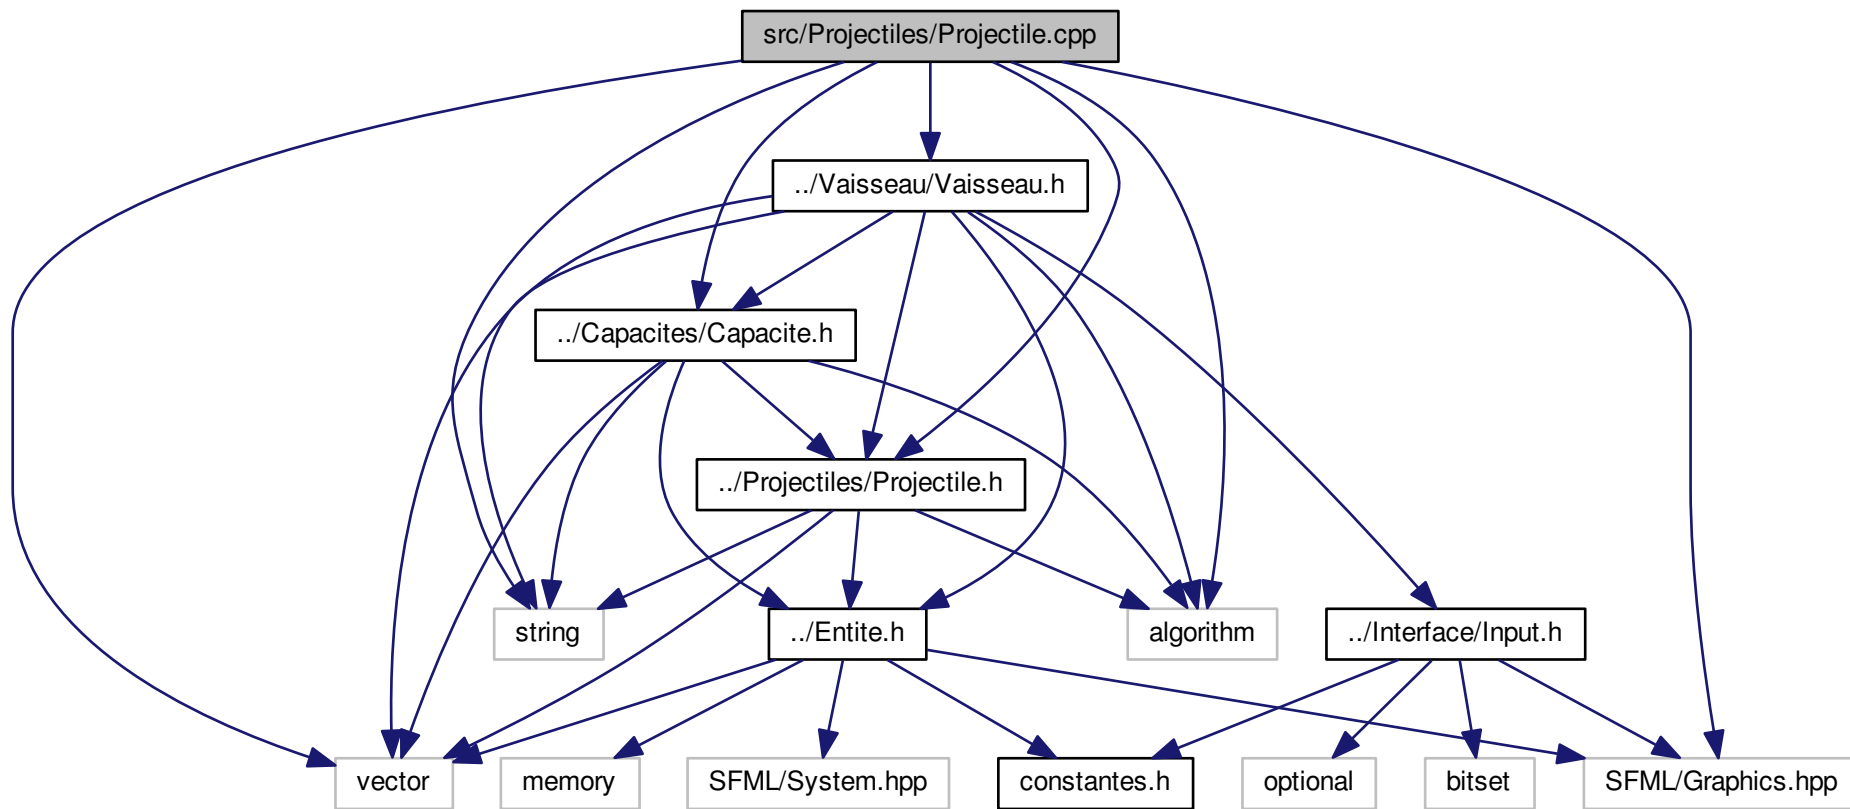 src/Projectiles/Projectile.cpp
../Vaisseau/Vaisseau.h
../Capacites/Capacite.h
../Projectiles/Projectile.h
string
../Entite.h
algorithm
../Interface/Input.h
vector
memory
SFML/System.hpp
constantes.h
optional
bitset
SFML/Graphics.hpp